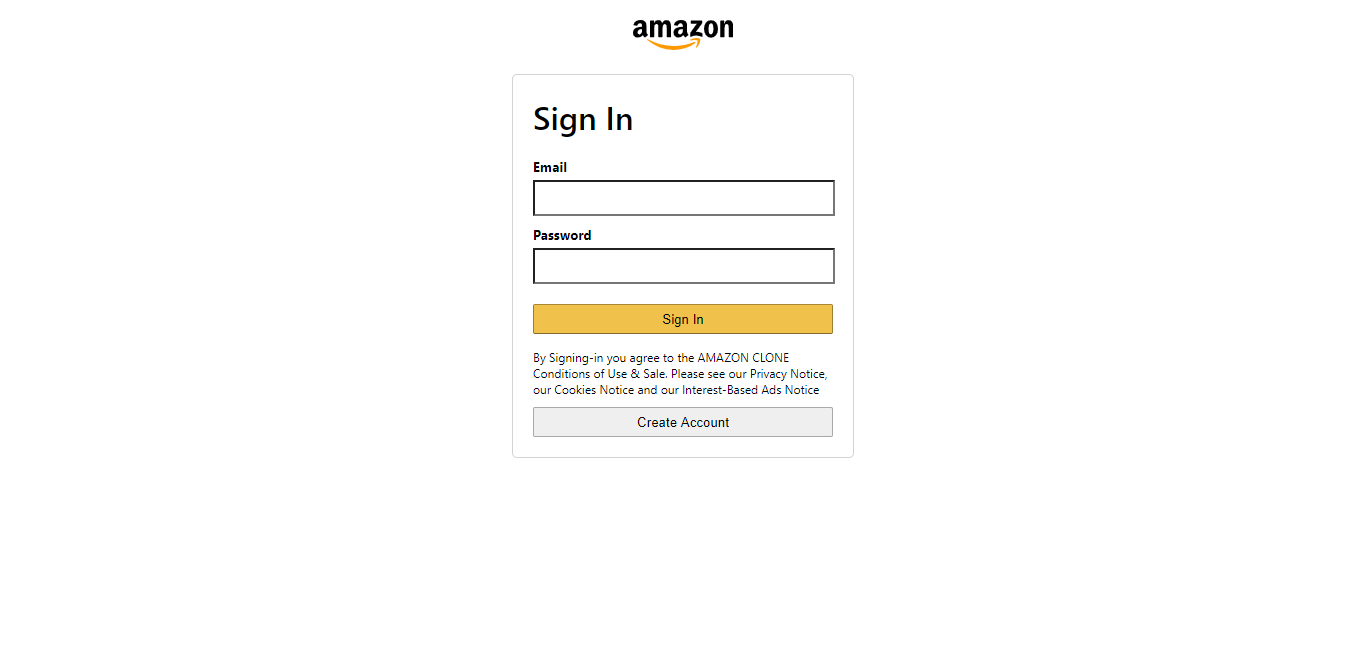 amazon
Sign In
Email
Password
Sign In
By Signing-in you agree to the AMAZON CLONE
Conditions of Use & Sale. Please see our Privacy Notice,
our Cookies Notice and our Interest-Based Ads Notice
Create Account